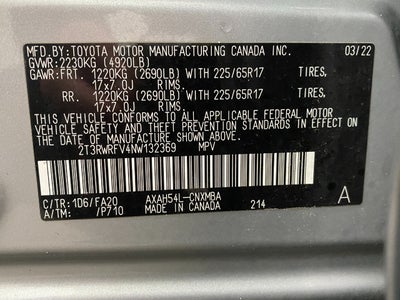 MFD.BY:TOYOTA MOTOR MANUFACTURING CANADA INC. 03/22
GVWR:2230KG (4920LB)
GAWR:FRT. 1220KG (2690LB) WITH 225/65R17 TIRES,
17x7.0J RIMS,
RR. 1220KG (2690LB) WITH 225/65R17 TIRES,
17x7.0J RIMS,
THIS VEHICLE CONFORMS TO ALL APPLICABLE FEDERAL MOTOR
VEHICLE SAFETY STANDARDS IN EFFECT ON
THE DATE OF MANUFACTURE SHOWN ABOVE.
2T3RWRFV4NW132369 MPV
C/TR:1D6/FA20 AXAH54L-CNXMBA A
A/TM: /P710 MADE IN CANADA 214